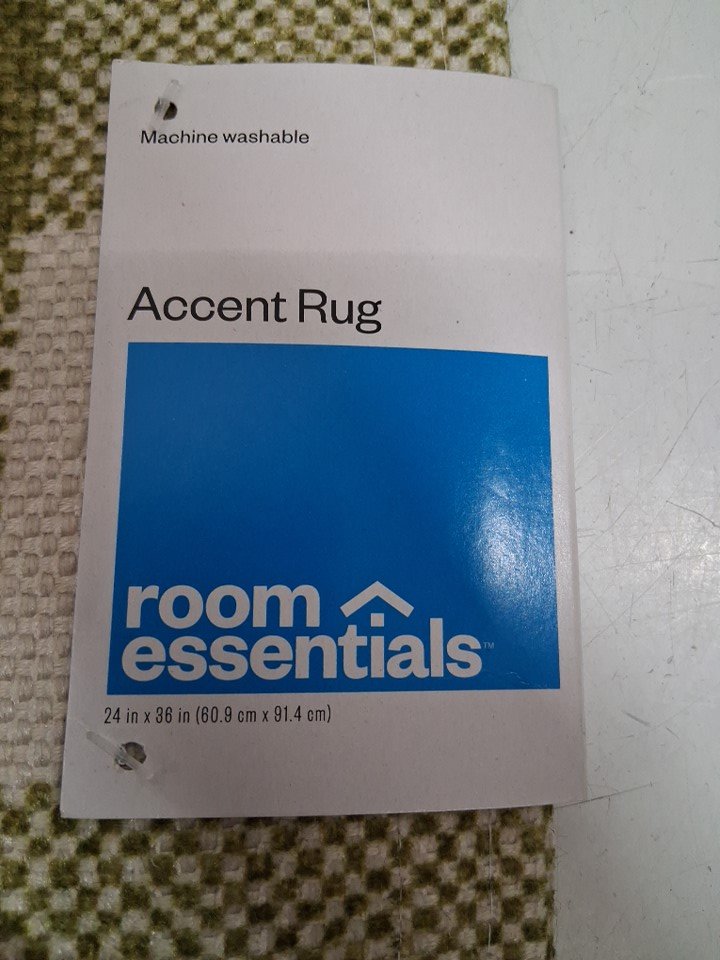 Machine washable
Accent Rug
room
essentials™
24 in x 36 in (60.9 cm x 91.4 cm)